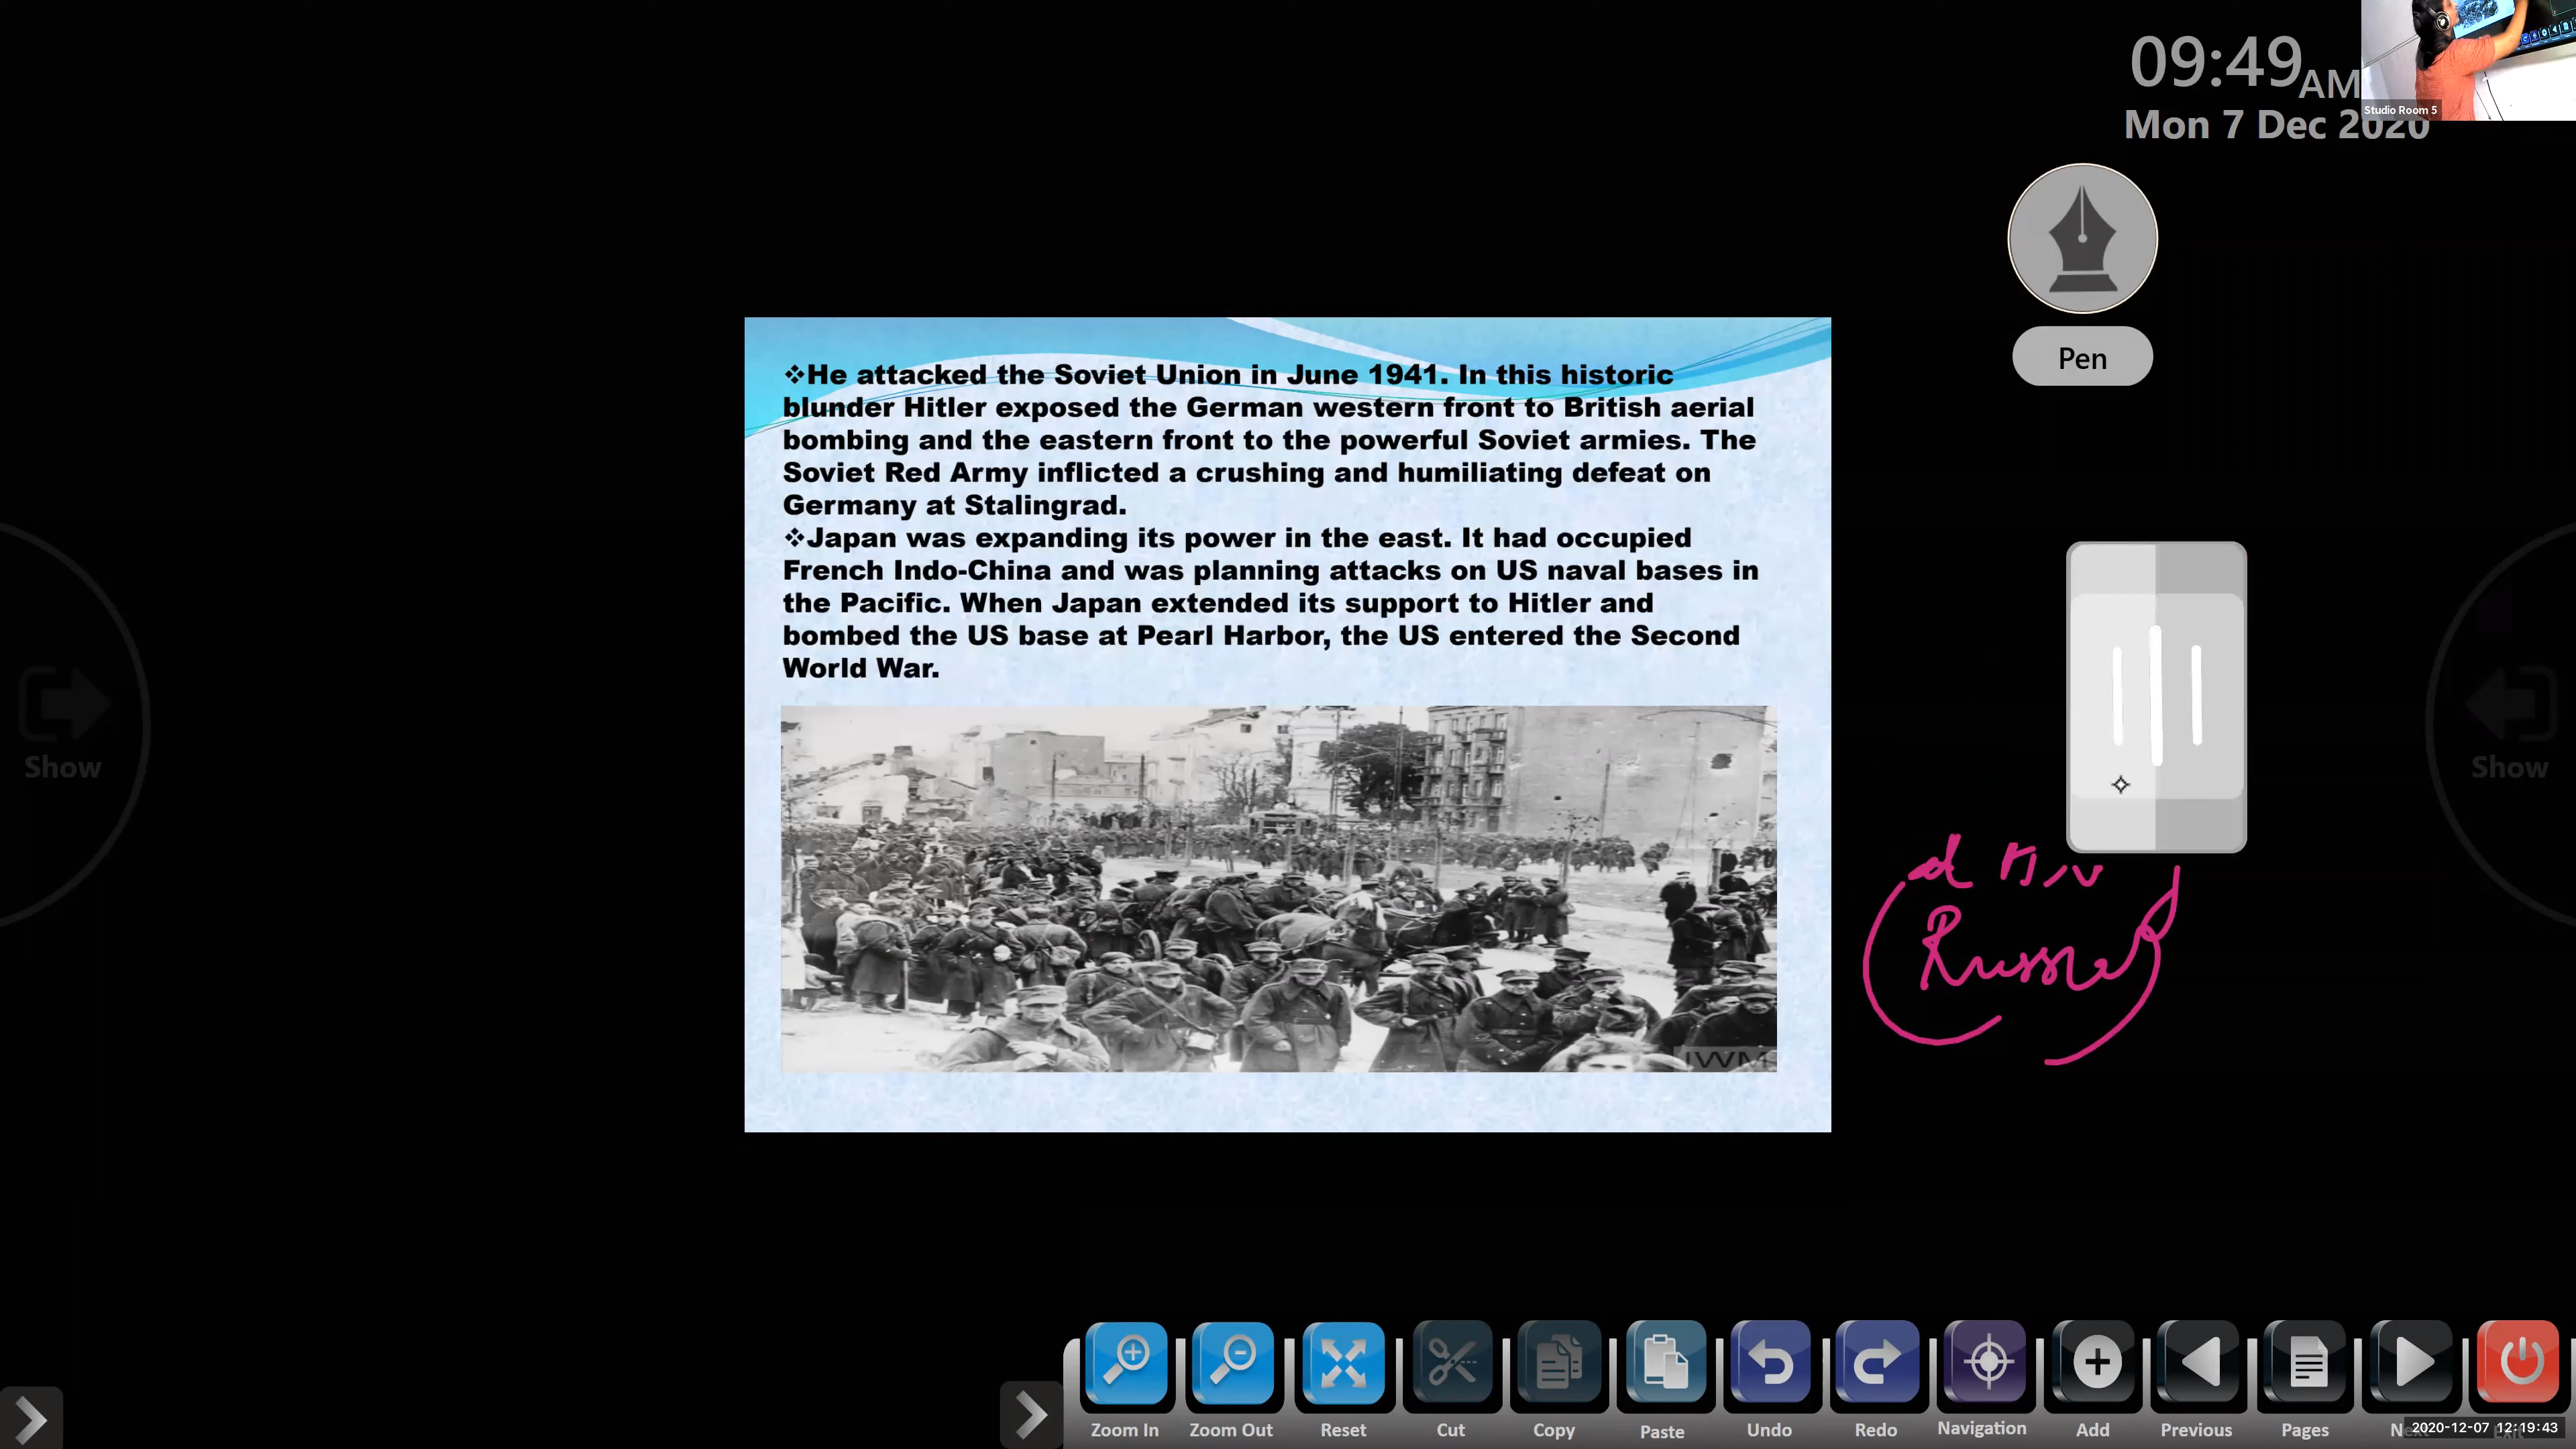 09:49 AM
Mon 7 Dec 2020
Studio Room 5
Pen
❖He attacked the Soviet Union in June 1941. In this historic
blunder Hitler exposed the German western front to British aerial
bombing and the eastern front to the powerful Soviet armies. The
Soviet Red Army inflicted a crushing and humiliating defeat on
Germany at Stalingrad.
❖Japan was expanding its power in the east. It had occupied
French Indo-China and was planning attacks on US naval bases in
the Pacific. When Japan extended its support to Hitler and
bombed the US base at Pearl Harbor, the US entered the Second
World War.
IWM
Show
Show
Zoom In Zoom Out Reset Cut Copy Paste Undo Redo Navigation Add Previous Pages
2020-12-07 12:19:43